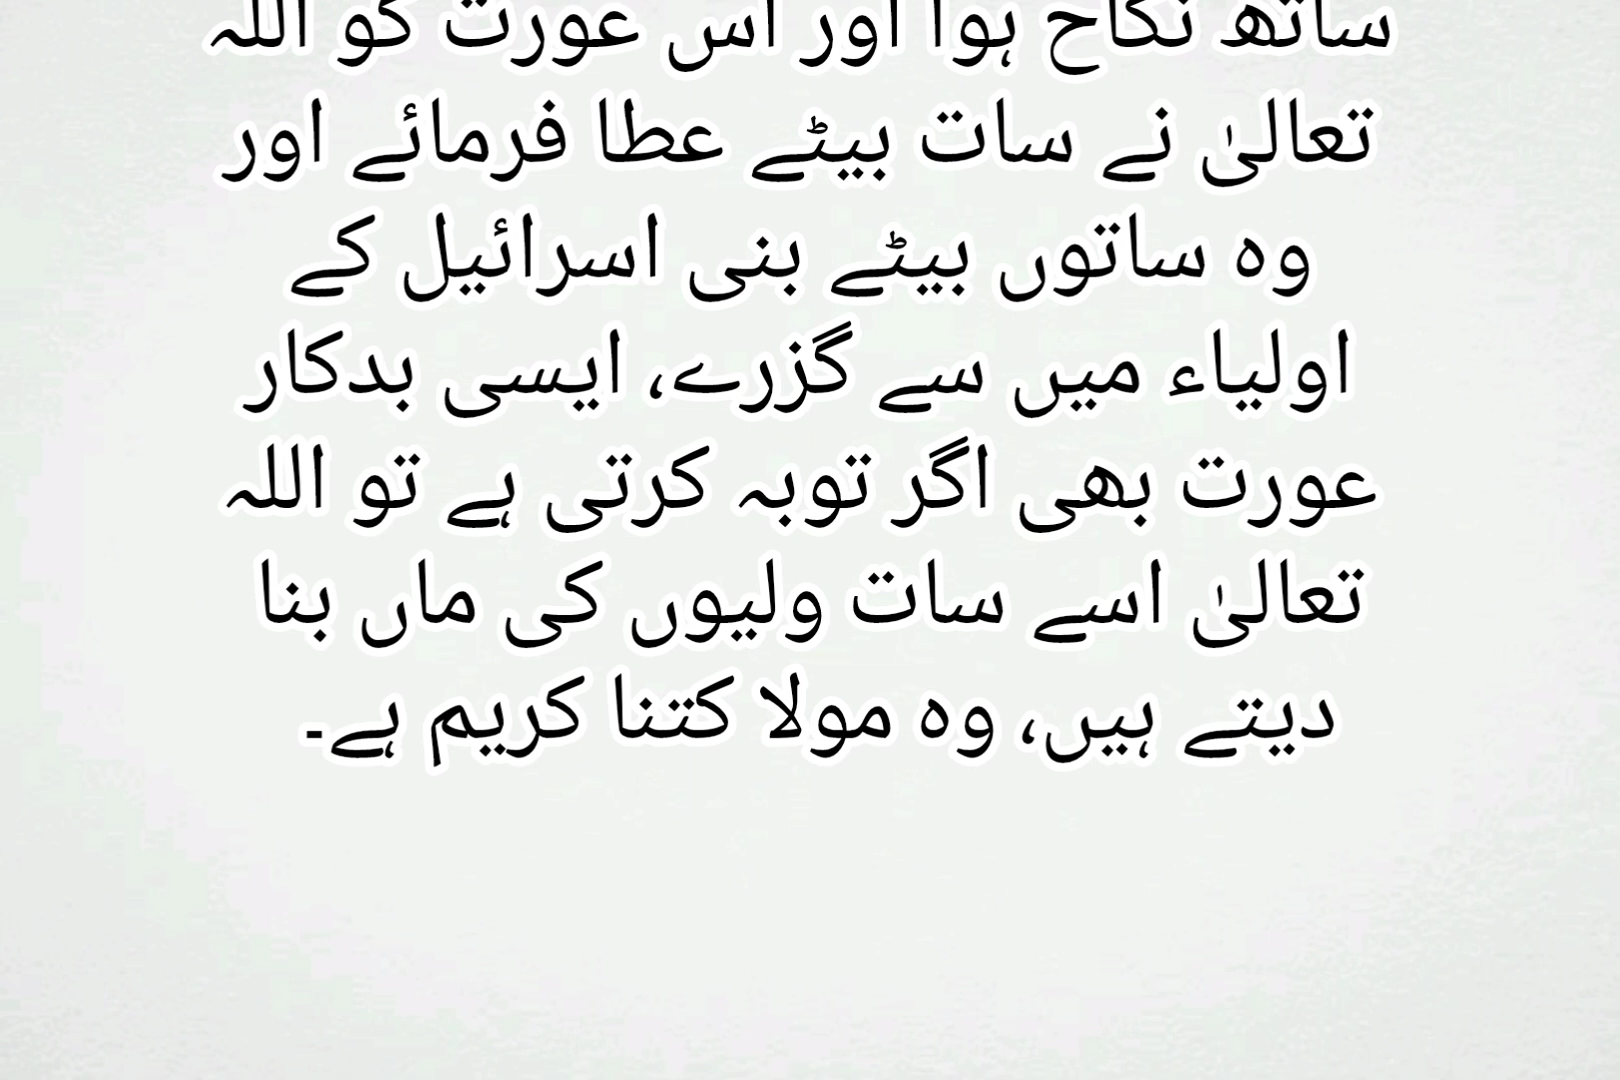 ساتھ نکاح ہوا اور اس عورت کو اللہ
تعالیٰ نے سات بیٹے عطا فرمائے اور
وہ ساتوں بیٹے بنی اسرائیل کے
اولیاء میں سے گزرے، ایسی بدکار
عورت بھی اگر توبہ کرتی ہے تو اللہ
تعالیٰ اسے سات ولیوں کی ماں بنا
دیتے ہیں، وہ مولا کتنا کریم ہے۔